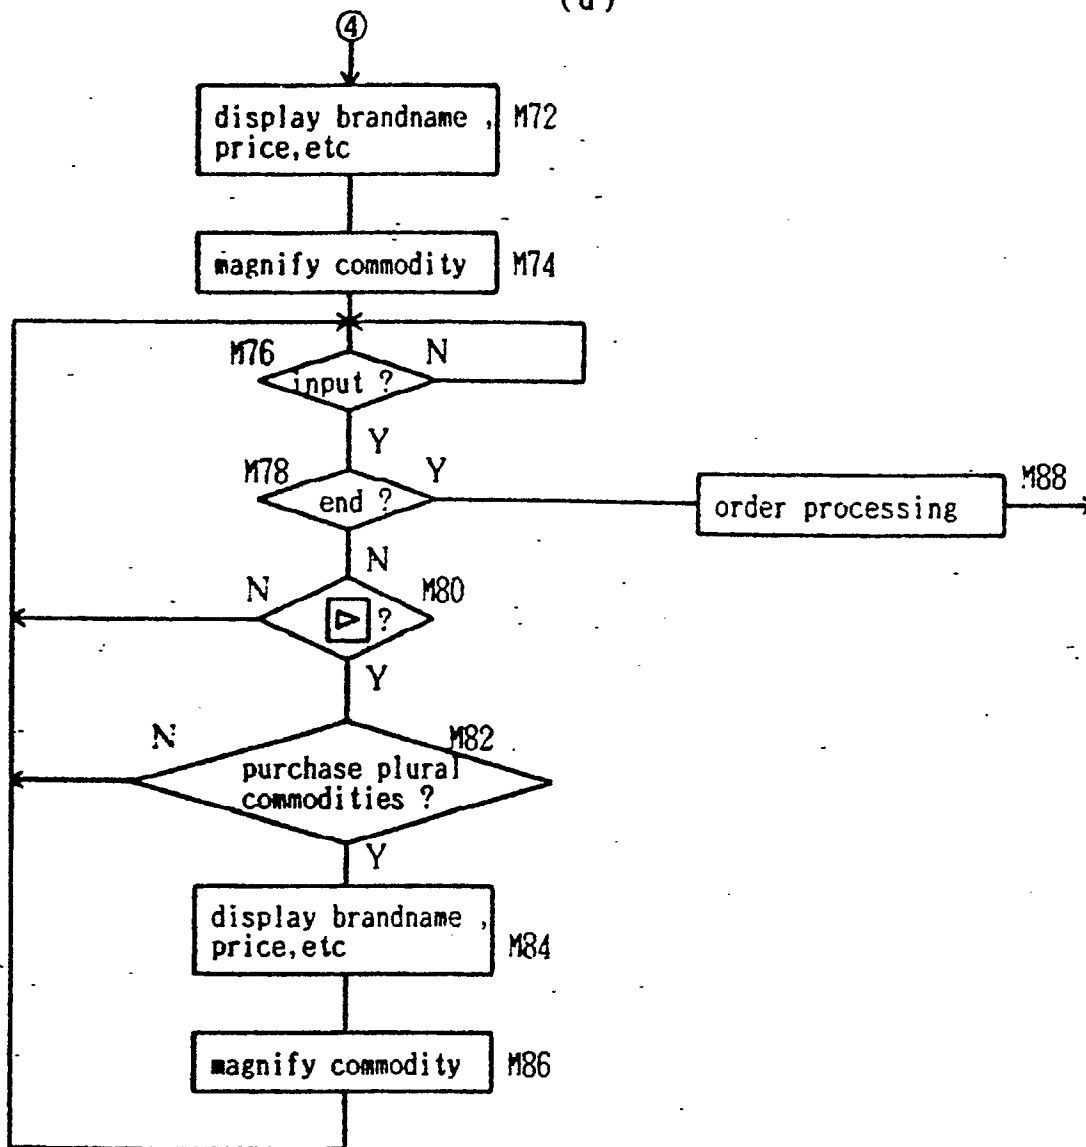 (d)
④
display brandname ,
price,etc
M72
magnify commodity
M74
M76
N
input ?
Y
M78
Y
end ?
M88
order processing
N
N
M80
?
Y
N
M82
purchase plural
commodities ?
Y
display brandname ,
price,etc
M84
magnify commodity
M86